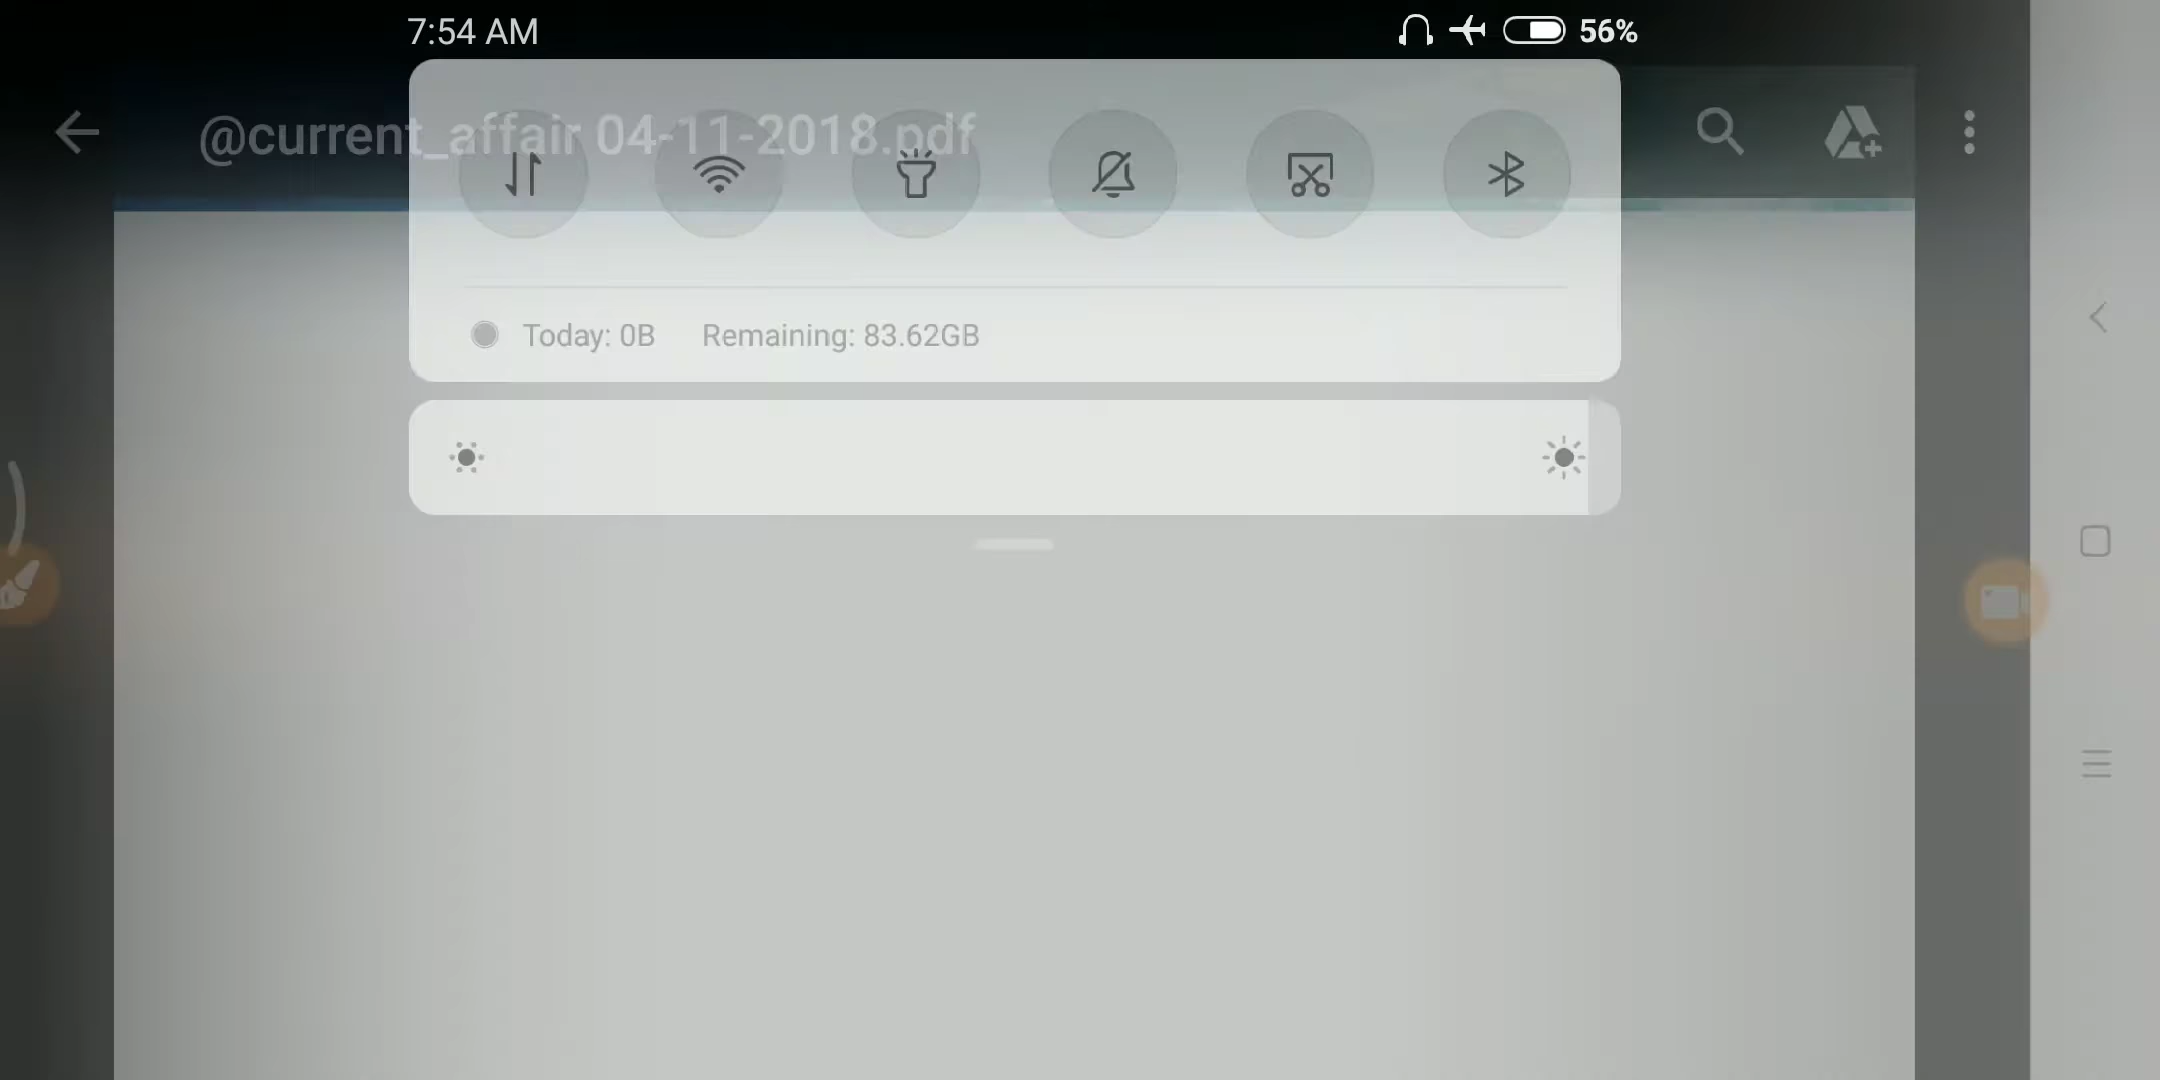 7:54 AM
56%
@current_affair 04-11-2018.pdf
Today: 0B Remaining: 83.62GB